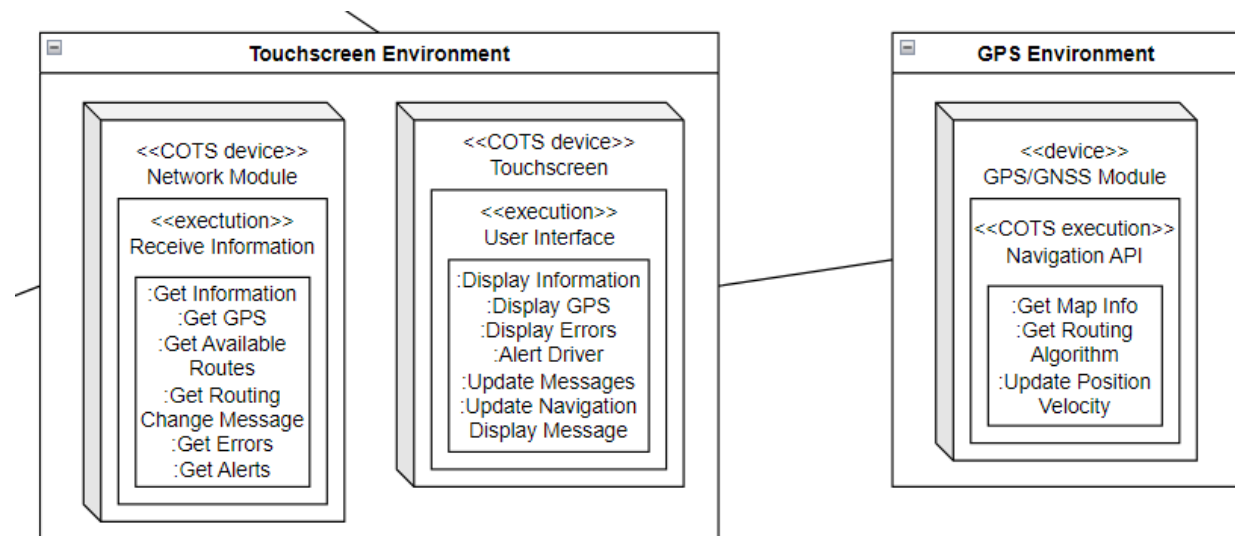 Touchscreen Environment
<<COTS device>>
Network Module
<<exectution>>
Receive Information
:Get Information
:Get GPS
:Get Available
Routes
:Get Routing
Change Message
:Get Errors
:Get Alerts
<<COTS device>>
Touchscreen
<<execution>>
User Interface
:Display Information
:Display GPS
:Display Errors
:Alert Driver
:Update Messages
:Update Navigation
Display Message
GPS Environment
<<device>>
GPS/GNSS Module
<<COTS execution>>
Navigation API
:Get Map Info
:Get Routing
Algorithm
:Update Position
Velocity